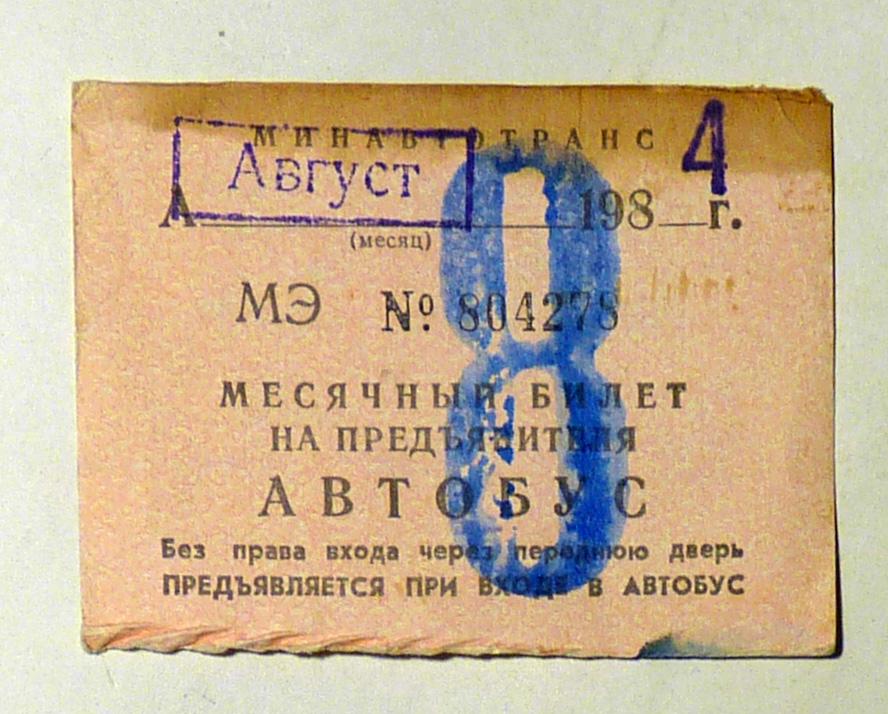 МИНАВТОТРАНС
Август 4
А 198 г.
(месяц)
МЭ № 804278
8
МЕСЯЧНЫЙ БИЛЕТ
НА ПРЕДЪЯВИТЕЛЯ
АВТОБУС
Без права входа через переднюю дверь
ПРЕДЪЯВЛЯЕТСЯ ПРИ ВХОДЕ В АВТОБУС